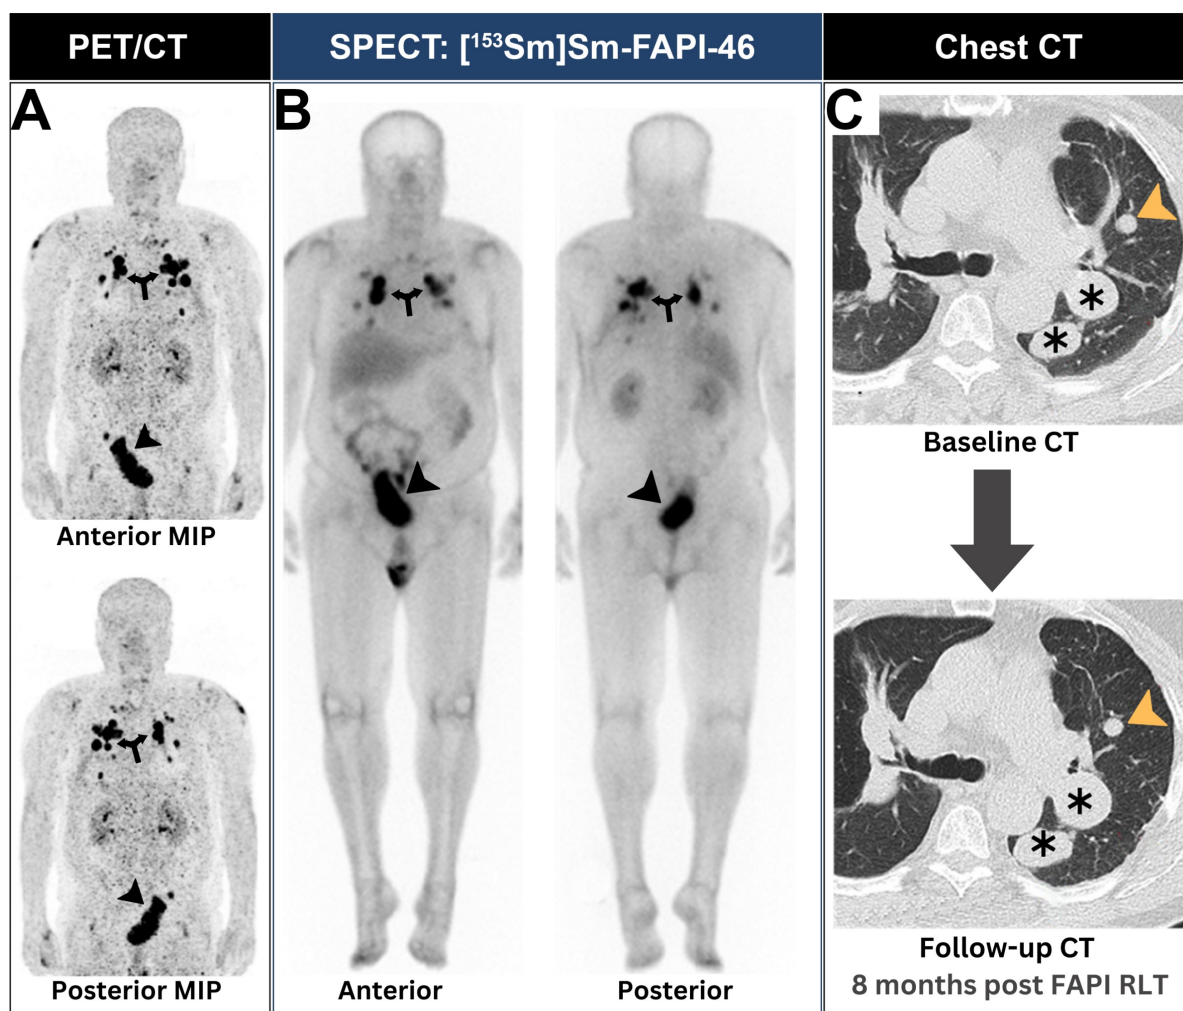 PET/CT
SPECT: [¹⁵³Sm]Sm-FAPI-46
Chest CT
A
B
C
Anterior MIP
Posterior MIP
Anterior
Posterior
*
*
Baseline CT
*
*
Follow-up CT
8 months post FAPI RLT